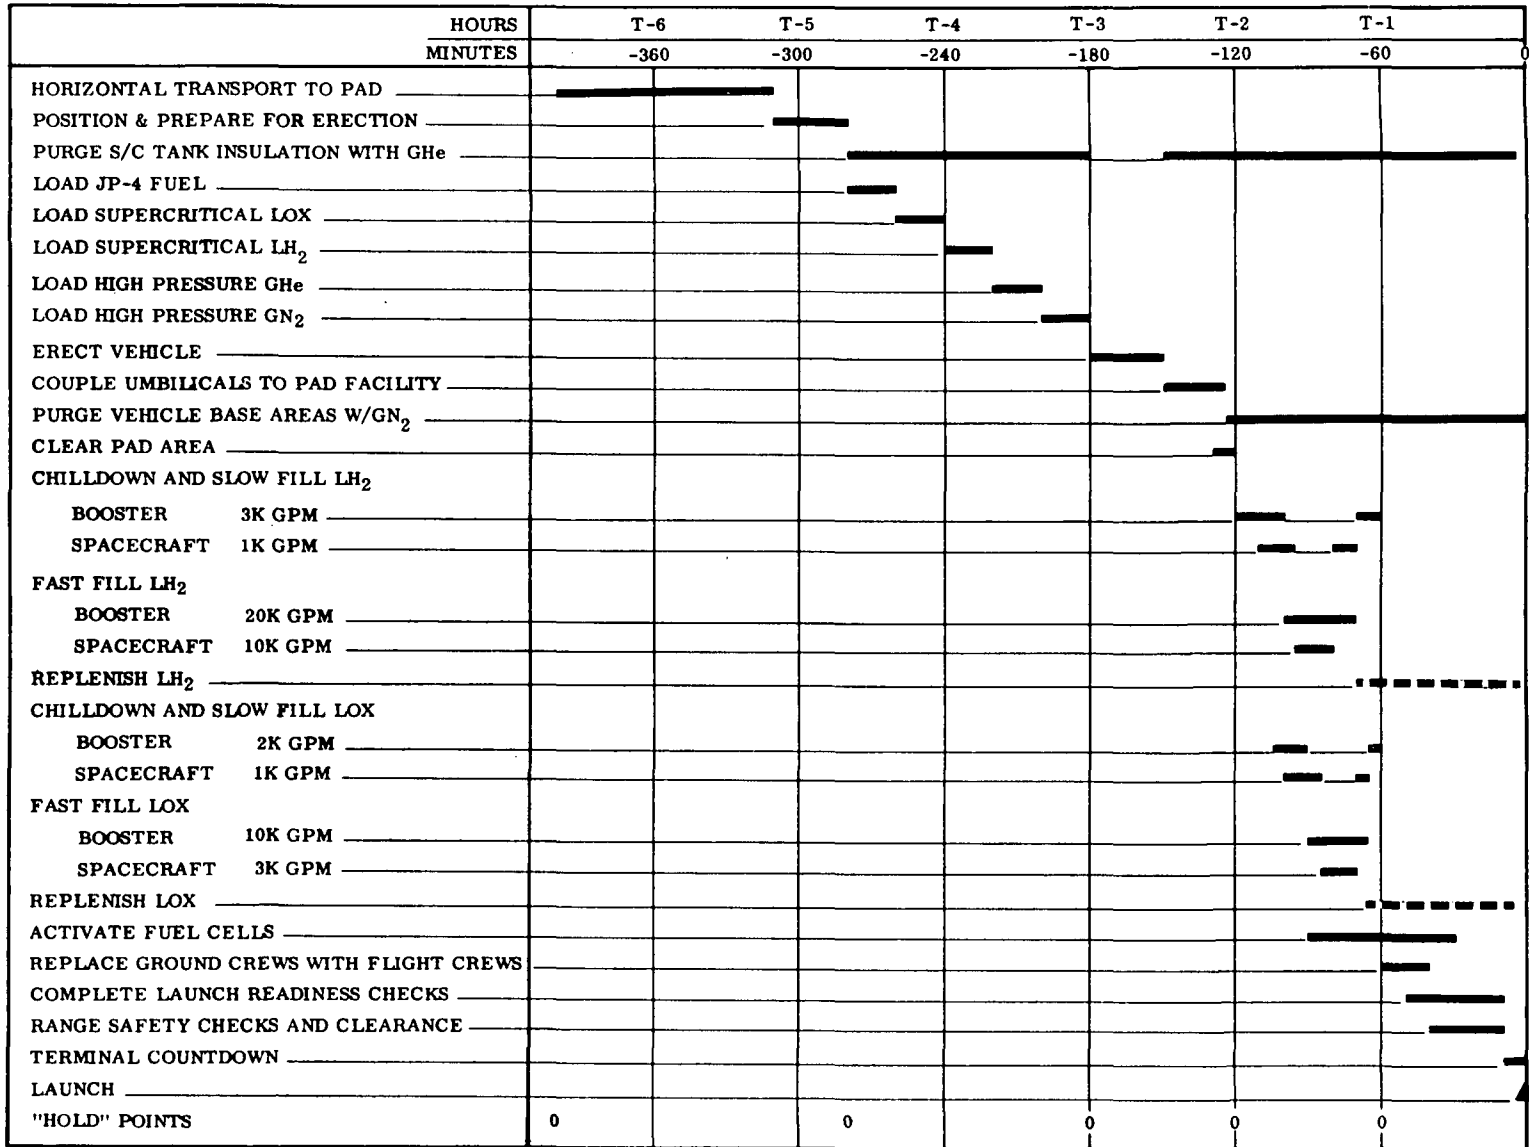 HOURS T-6 T-5 T-4 T-3 T-2 T-1
MINUTES -360 -300 -240 -180 -120 -60 0
HORIZONTAL TRANSPORT TO PAD
POSITION & PREPARE FOR ERECTION
PURGE S/C TANK INSULATION WITH GHe
LOAD JP-4 FUEL
LOAD SUPERCRITICAL LOX
LOAD SUPERCRITICAL LH2
LOAD HIGH PRESSURE GHe
LOAD HIGH PRESSURE GN2
ERECT VEHICLE
COUPLE UMBILICALS TO PAD FACILITY
PURGE VEHICLE BASE AREAS W/GN2
CLEAR PAD AREA
CHILLDOWN AND SLOW FILL LH2
BOOSTER 3K GPM
SPACECRAFT 1K GPM
FAST FILL LH2
BOOSTER 20K GPM
SPACECRAFT 10K GPM
REPLENISH LH2
CHILLDOWN AND SLOW FILL LOX
BOOSTER 2K GPM
SPACECRAFT 1K GPM
FAST FILL LOX
BOOSTER 10K GPM
SPACECRAFT 3K GPM
REPLENISH LOX
ACTIVATE FUEL CELLS
REPLACE GROUND CREWS WITH FLIGHT CREWS
COMPLETE LAUNCH READINESS CHECKS
RANGE SAFETY CHECKS AND CLEARANCE
TERMINAL COUNTDOWN
LAUNCH
"HOLD" POINTS 0 0 0 0 0